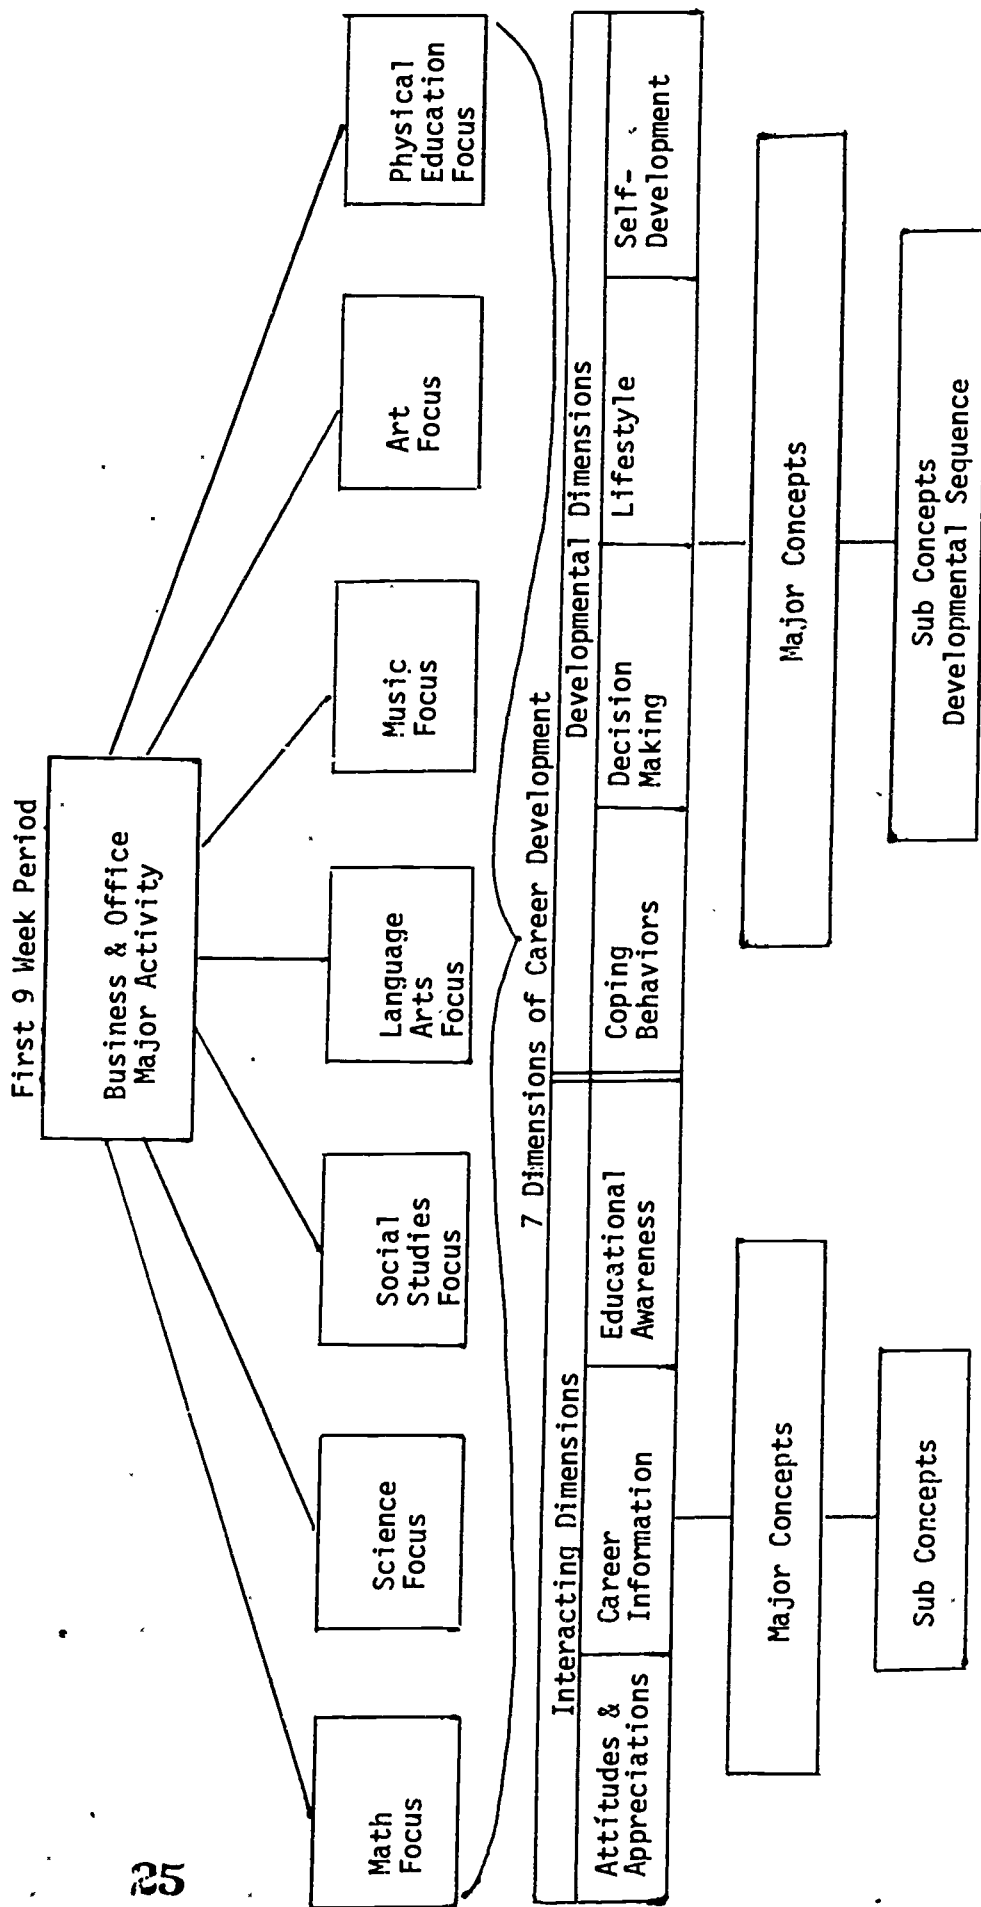 First 9 Week Period
Business & Office
Major Activity
Math
Focus
Science
Focus
Social
Studies
Focus
Language
Arts
Focus
Music
Focus
Art
Focus
Physical
Education
Focus
7 Dimensions of Career Development
Interacting Dimensions
Developmental Dimensions
Attitudes &
Appreciations
Career
Information
Educational
Awareness
Coping
Behaviors
Decision
Making
Lifestyle
Self-
Development
Major Concepts
Major Concepts
Sub Concepts
Sub Concepts
Developmental Sequence
25